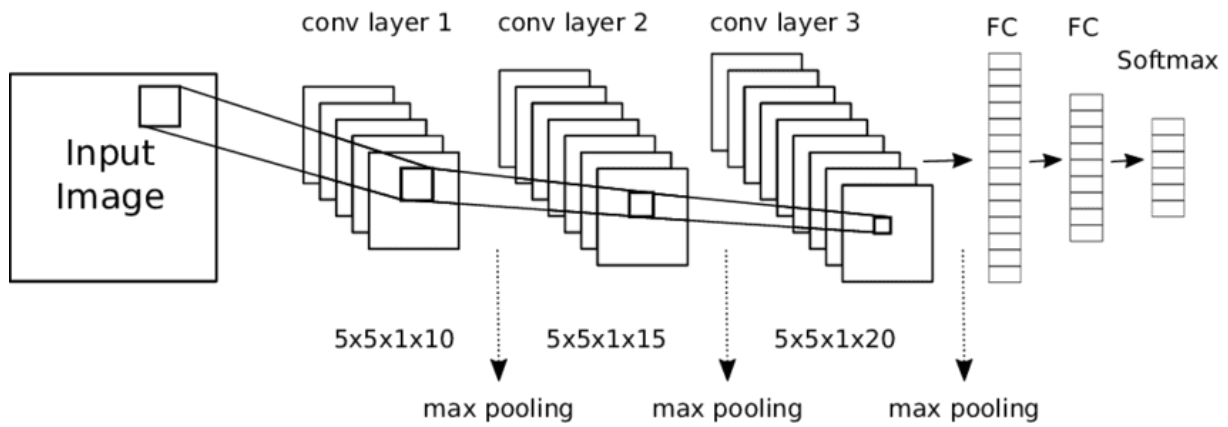 conv layer 1
conv layer 2
conv layer 3
FC
FC
Softmax
Input
Image
5x5x1x10
5x5x1x15
5x5x1x20
max pooling
max pooling
max pooling